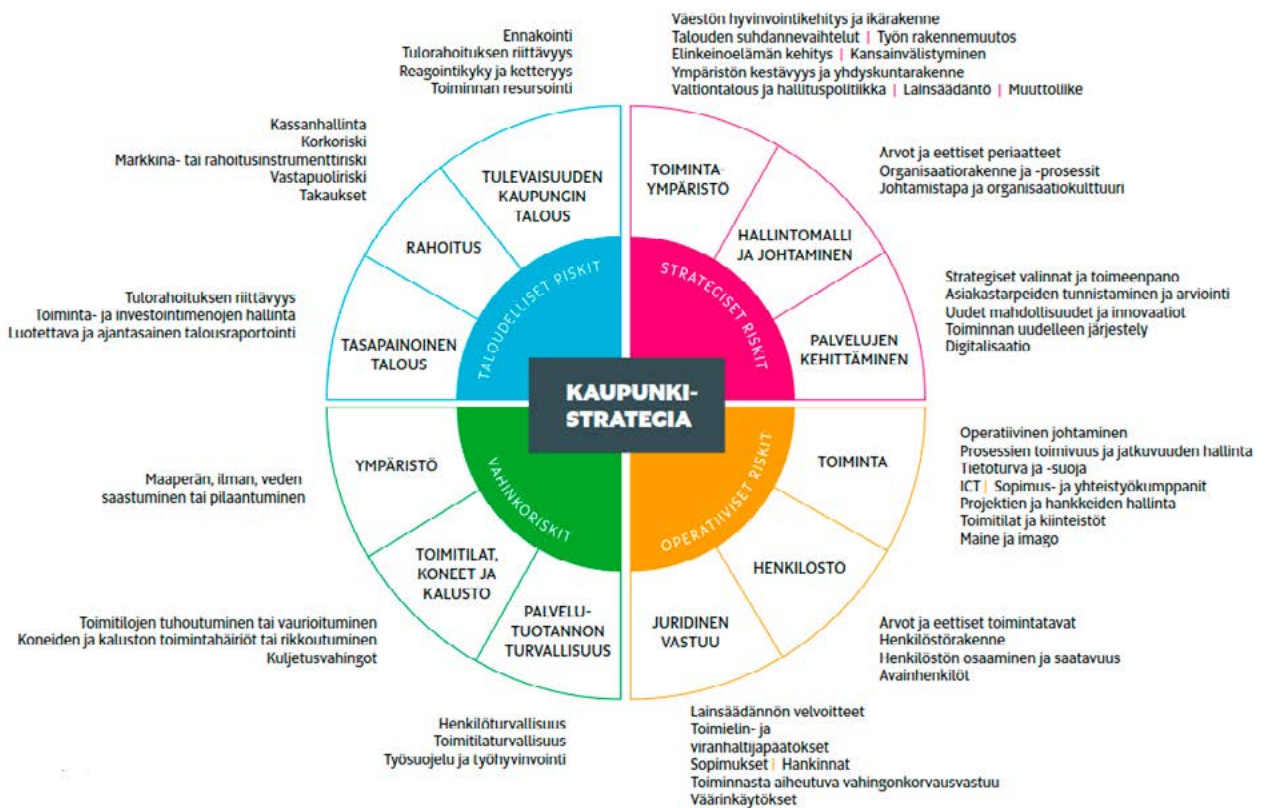 Ennakointi
Tulorahoituksen riittävyys
Reagointikyky ja ketteryys
Toiminnan resursointi
Väestön hyvinvointikehitys ja ikärakenne
Talouden suhdannevaihtelut | Työn rakennemuutos
Elinkeinoelämän kehitys | Kansainvälistyminen
Ympäristön kestävyys ja yhdyskuntarakenne
Valtiontalous ja hallituspolitiikka | Lainsäädäntö | Muuttoliike
Kassanhallinta
Korkoriski
Markkina- tai rahoitusinstrumenttiriski
Vastapuoliriski
Takaukset
Arvot ja eettiset periaatteet
Organisaatiorakenne ja -prosessit
Johtamistapa ja organisaatiokulttuuri
TULEVAISUUDEN
KAUPUNGIN
TALOUS
TOIMINTA-
YMPÄRISTÖ
RAHOITUS
HALLINTOMALLI
JA JOHTAMINEN
Tulorahoituksen riittävyys
Toiminta- ja investointimenojen hallinta
Luotettava ja ajantasainen talousraportointi
Strategiset valinnat ja toimeenpano
Asiakastarpeiden tunnistaminen ja arviointi
Uudet mahdollisuudet ja innovaatiot
Toiminnan uudelleen järjestely
Digitalisaatio
TASAPAINOINEN
TALOUS
TALOUDELLISET RISKIT
STRATEGISET RISKIT
PALVELUJEN
KEHITTÄMINEN
KAUPUNKI-
STRATEGIA
YMPÄRISTÖ
VAHINKORISKIT
OPERATIIVISET RISKIT
TOIMINTA
Maaperän, ilman, veden
saastuminen tai pilaantuminen
Operatiivinen johtaminen
Prosessien toimivuus ja jatkuvuuden hallinta
Tietoturva ja -suoja
ICT | Sopimus- ja yhteistyökumppanit
Projektien ja hankkeiden hallinta
Toimitilat ja kiinteistöt
Maine ja imago
TOIMITILAT,
KONEET JA
KALUSTO
HENKILOSTO
PALVELU-
TUOTANNON
TURVALLISUUS
JURIDINEN
VASTUU
Toimitilojen tuhoutuminen tai vaurioituminen
Koneiden ja kaluston toimintahäiriöt tai rikkoutuminen
Kuljetusvahingot
Arvot ja eettiset toimintatavat
Henkilöstörakenne
Henkilöstön osaaminen ja saatavuus
Avainhenkilöt
Henkilöturvallisuus
Toimitilaturvallisuus
Työsuojelu ja työhyvinvointi
Lainsäädännön velvoitteet
Toimielin- ja
viranhaltijapäätökset
Sopimukset | Hankinnat
Toiminnasta aiheutuva vahingonkorvausvastuu
Väärinkäytökset